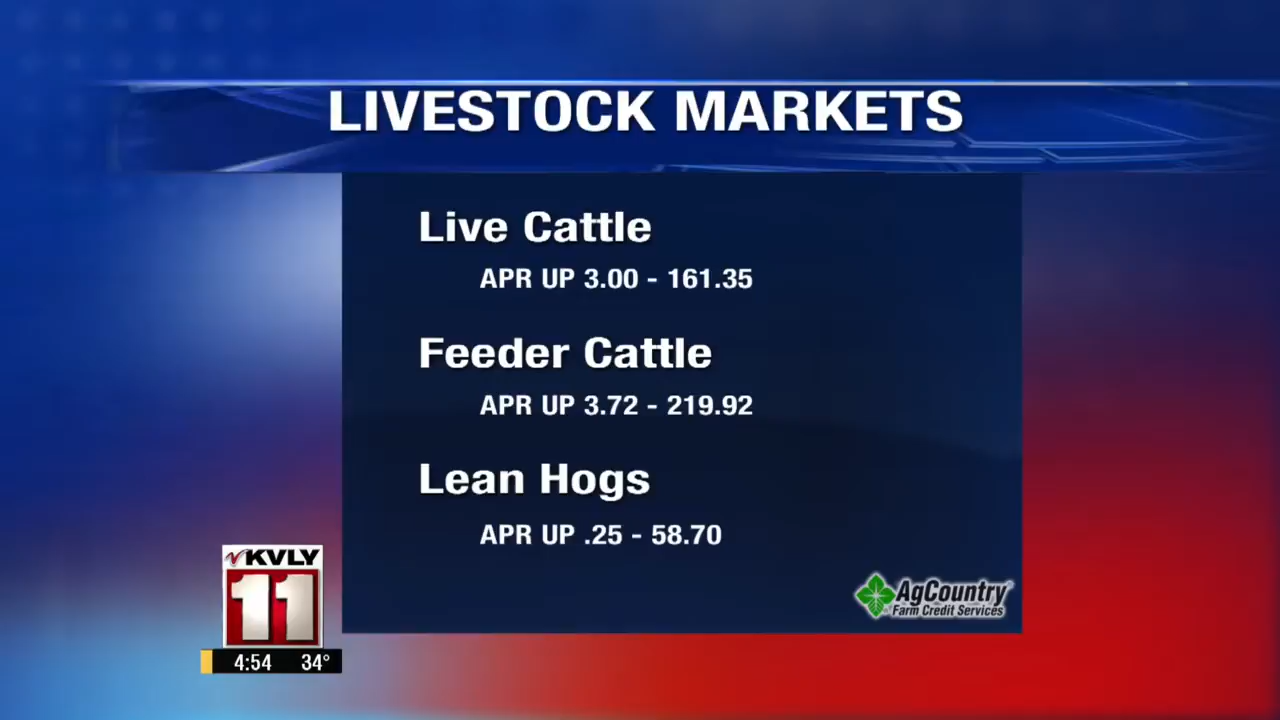 LIVESTOCK MARKETS
Live Cattle
APR UP 3.00 - 161.35
Feeder Cattle
APR UP 3.72 - 219.92
Lean Hogs
APR UP .25 - 58.70
AgCountry
Farm Credit Services
KVLY
11
4:54 34°